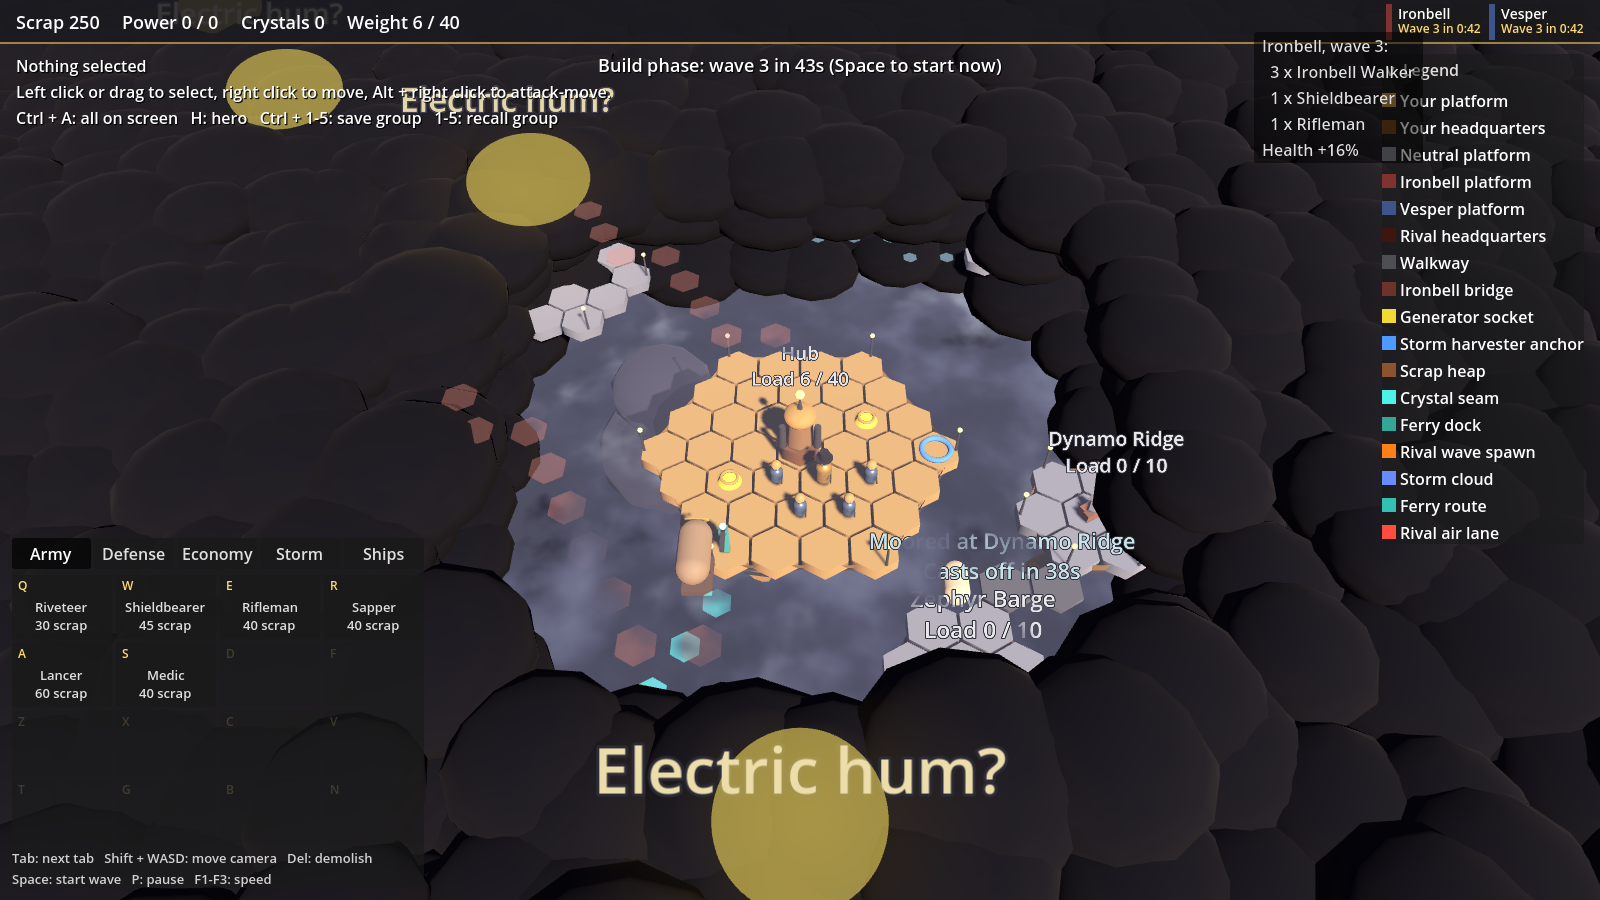 Scrap 250 Power 0 / 0 Crystals 0 Weight 6 / 40
Ironbell
Wave 3 in 0:42
Vesper
Wave 3 in 0:42
Nothing selected
Left click or drag to select, right click to move, Alt + right click to attack-move,
Ctrl + A: all on screen H: hero Ctrl + 1-5: save group 1-5: recall group
Build phase: wave 3 in 43s (Space to start now)
Electric hum?
Ironbell, wave 3:
3 x Ironbell Walker
1 x Shieldbearer
1 x Rifleman
Health +16%
Legend
Your platform
Your headquarters
Neutral platform
Ironbell platform
Vesper platform
Rival headquarters
Walkway
Ironbell bridge
Generator socket
Storm harvester anchor
Scrap heap
Crystal seam
Ferry dock
Rival wave spawn
Storm cloud
Ferry route
Rival air lane
Hub
Load 6 / 40
Dynamo Ridge
Load 0 / 10
Moored at Dynamo Ridge
Casts off in 38s
Zephyr Barge
Load 0 / 10
Electric hum?
Army Defense Economy Storm Ships
Q
Riveteer
30 scrap
W
Shieldbearer
45 scrap
E
Rifleman
40 scrap
R
Sapper
40 scrap
A
Lancer
60 scrap
S
Medic
40 scrap
D
F
Z
X
C
V
T
G
B
N
Tab: next tab Shift + WASD: move camera Del: demolish
Space: start wave P: pause F1-F3: speed